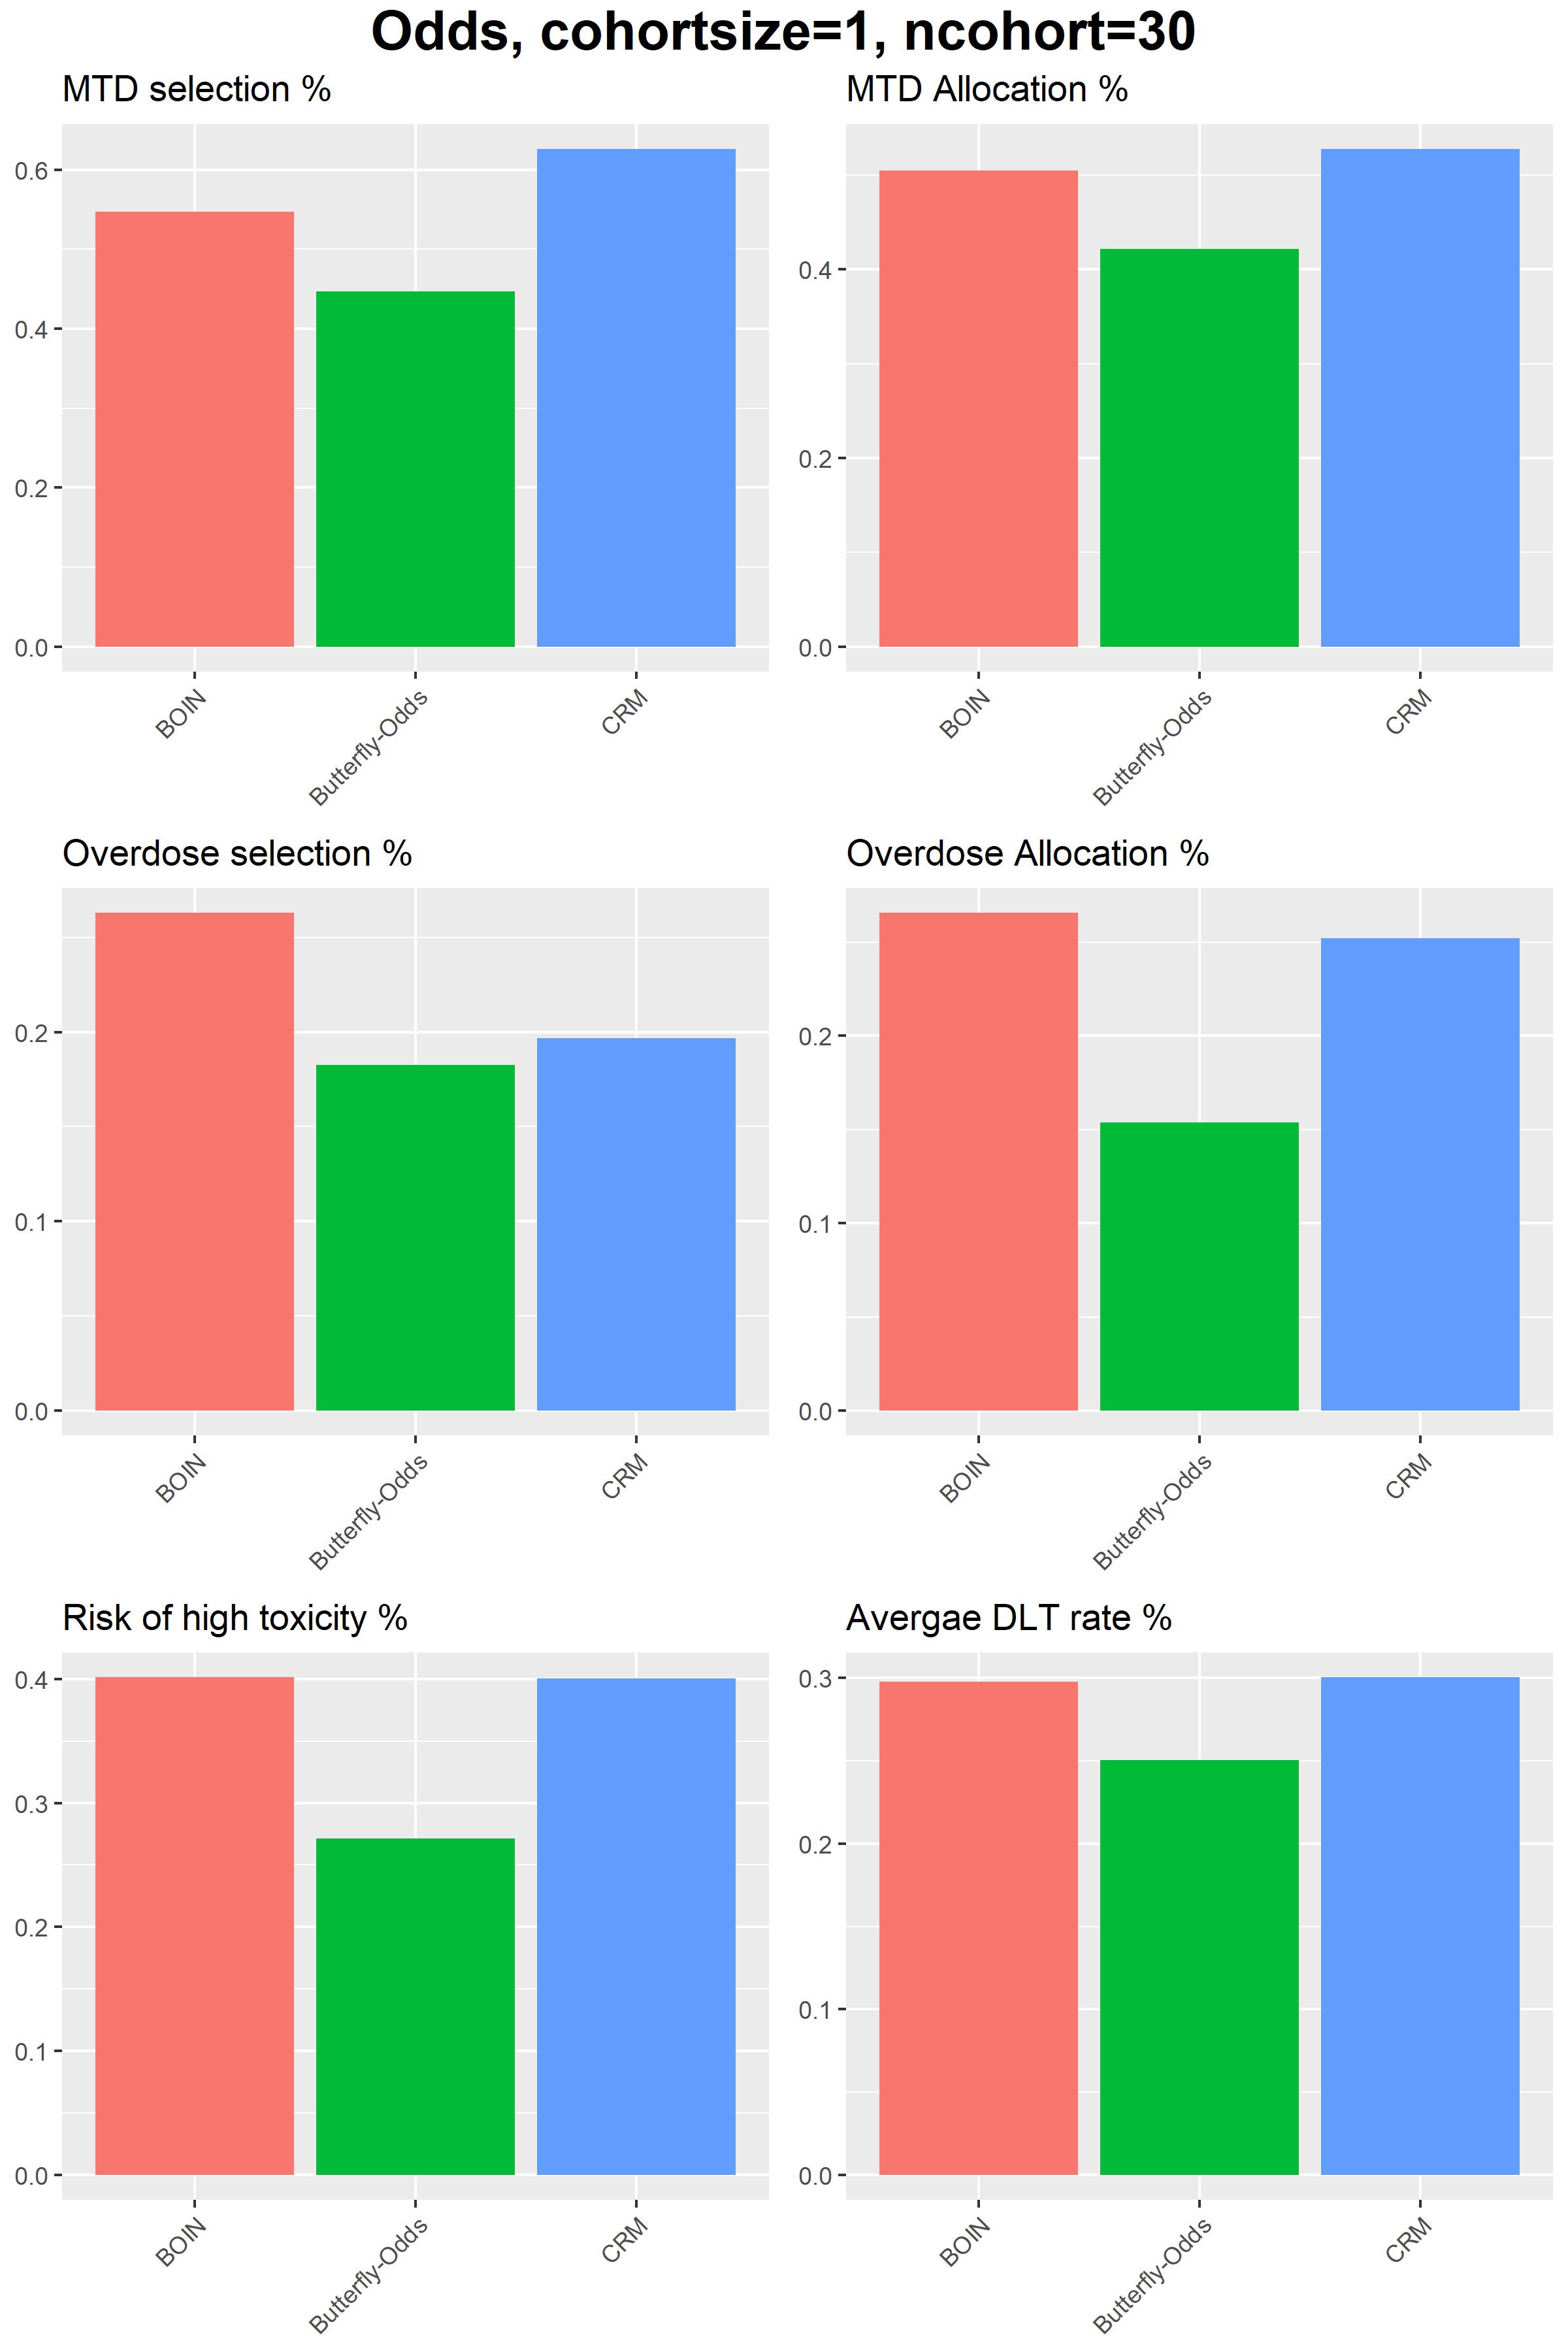 Odds, cohortsize=1, ncohort=30
MTD selection %
0.6
0.4
0.2
0.0
BOIN
Butterfly-Odds
CRM
MTD Allocation %
0.4
0.2
0.0
BOIN
Butterfly-Odds
CRM
Overdose selection %
0.2
0.1
0.0
BOIN
Butterfly-Odds
CRM
Overdose Allocation %
0.2
0.1
0.0
BOIN
Butterfly-Odds
CRM
Risk of high toxicity %
0.4
0.3
0.2
0.1
0.0
BOIN
Butterfly-Odds
CRM
Avergae DLT rate %
0.3
0.2
0.1
0.0
BOIN
Butterfly-Odds
CRM